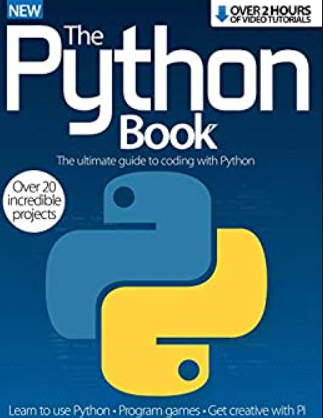 NEW
OVER 2 HOURS
OF VIDEO TUTORIALS
The
Python
Book
The ultimate guide to coding with Python
Over 20
incredible
projects
Learn to use Python • Program games • Get creative with Pi